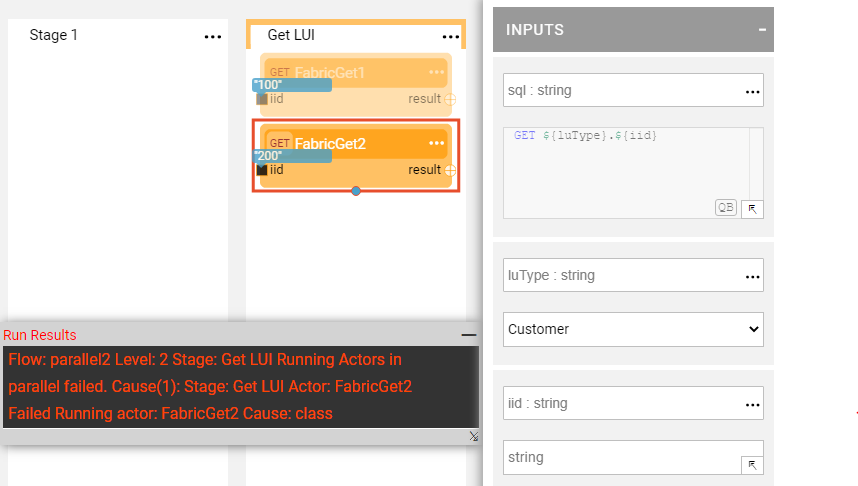 Stage 1
Get LUI
GET FabricGet1
"100"
iid result
GET FabricGet2
"200"
iid result
Run Results
Flow: parallel2 Level: 2 Stage: Get LUI Running Actors in
parallel failed. Cause(1): Stage: Get LUI Actor: FabricGet2
Failed Running actor: FabricGet2 Cause: class
INPUTS
sql : string
GET ${luType}.${iid}
QB
luType : string
Customer
iid : string
string